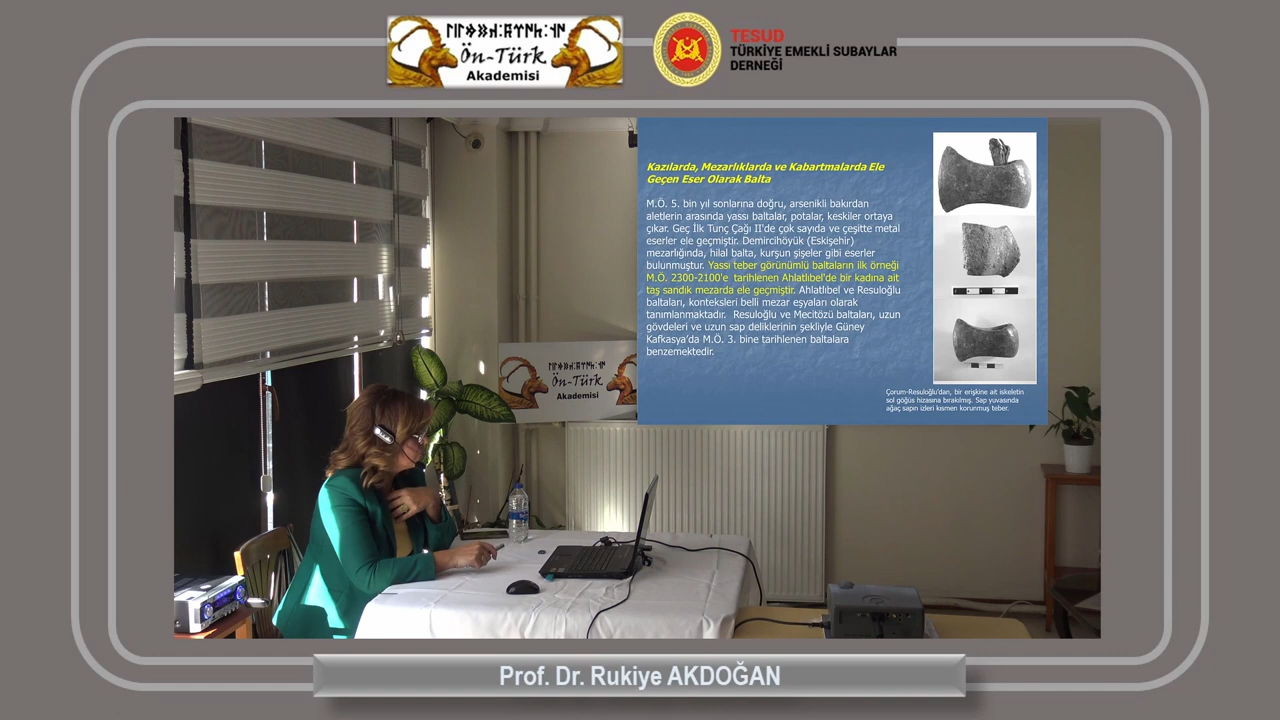 Ön-Türk
Akademisi
TESUD
TÜRKİYE EMEKLİ SUBAYLAR
DERNEĞİ
Kazılarda, Mezarlıklarda ve Kabartmalarda Ele
Geçen Eser Olarak Balta
M.Ö. 5. bin yıl sonlarına doğru, arsenikli bakırdan
aletlerin arasında yassı baltalar, potalar, keskiler ortaya
çıkar. Geç İlk Tunç Çağı II'de çok sayıda ve çeşitte metal
eserler ele geçmiştir. Demircihöyük (Eskişehir)
mezarlığında, hilal balta, kurşun şişeler gibi eserler
bulunmuştur. Yassı teber görünümlü baltaların ilk örneği
M.Ö. 2300-2100'e tarihlenen Ahlatlıbel'de bir kadına ait
taş sandık mezarda ele geçmiştir. Ahlatlıbel ve Resuloğlu
baltaları, konteksleri belli mezar eşyaları olarak
tanımlanmaktadır. Resuloğlu ve Mecitözü baltaları, uzun
gövdeleri ve uzun sap deliklerinin şekliyle Güney
Kafkasya'da M.Ö. 3. bine tarihlenen baltalara
benzemektedir.
Çorum-Resuloğlu'dan, bir erişkine ait iskeletin
sol göğüs hizasına bırakılmış. Sap yuvasında
ağaç sapın izleri kısmen korunmuş teber.
Ön-Türk
Akademisi
Prof. Dr. Rukiye AKDOĞAN